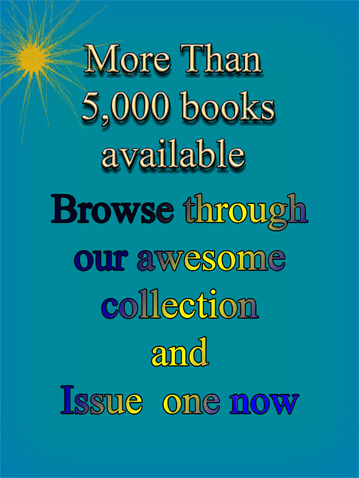 More Than
5,000 books
available
Browse through
our awesome
collection
and
Issue one now